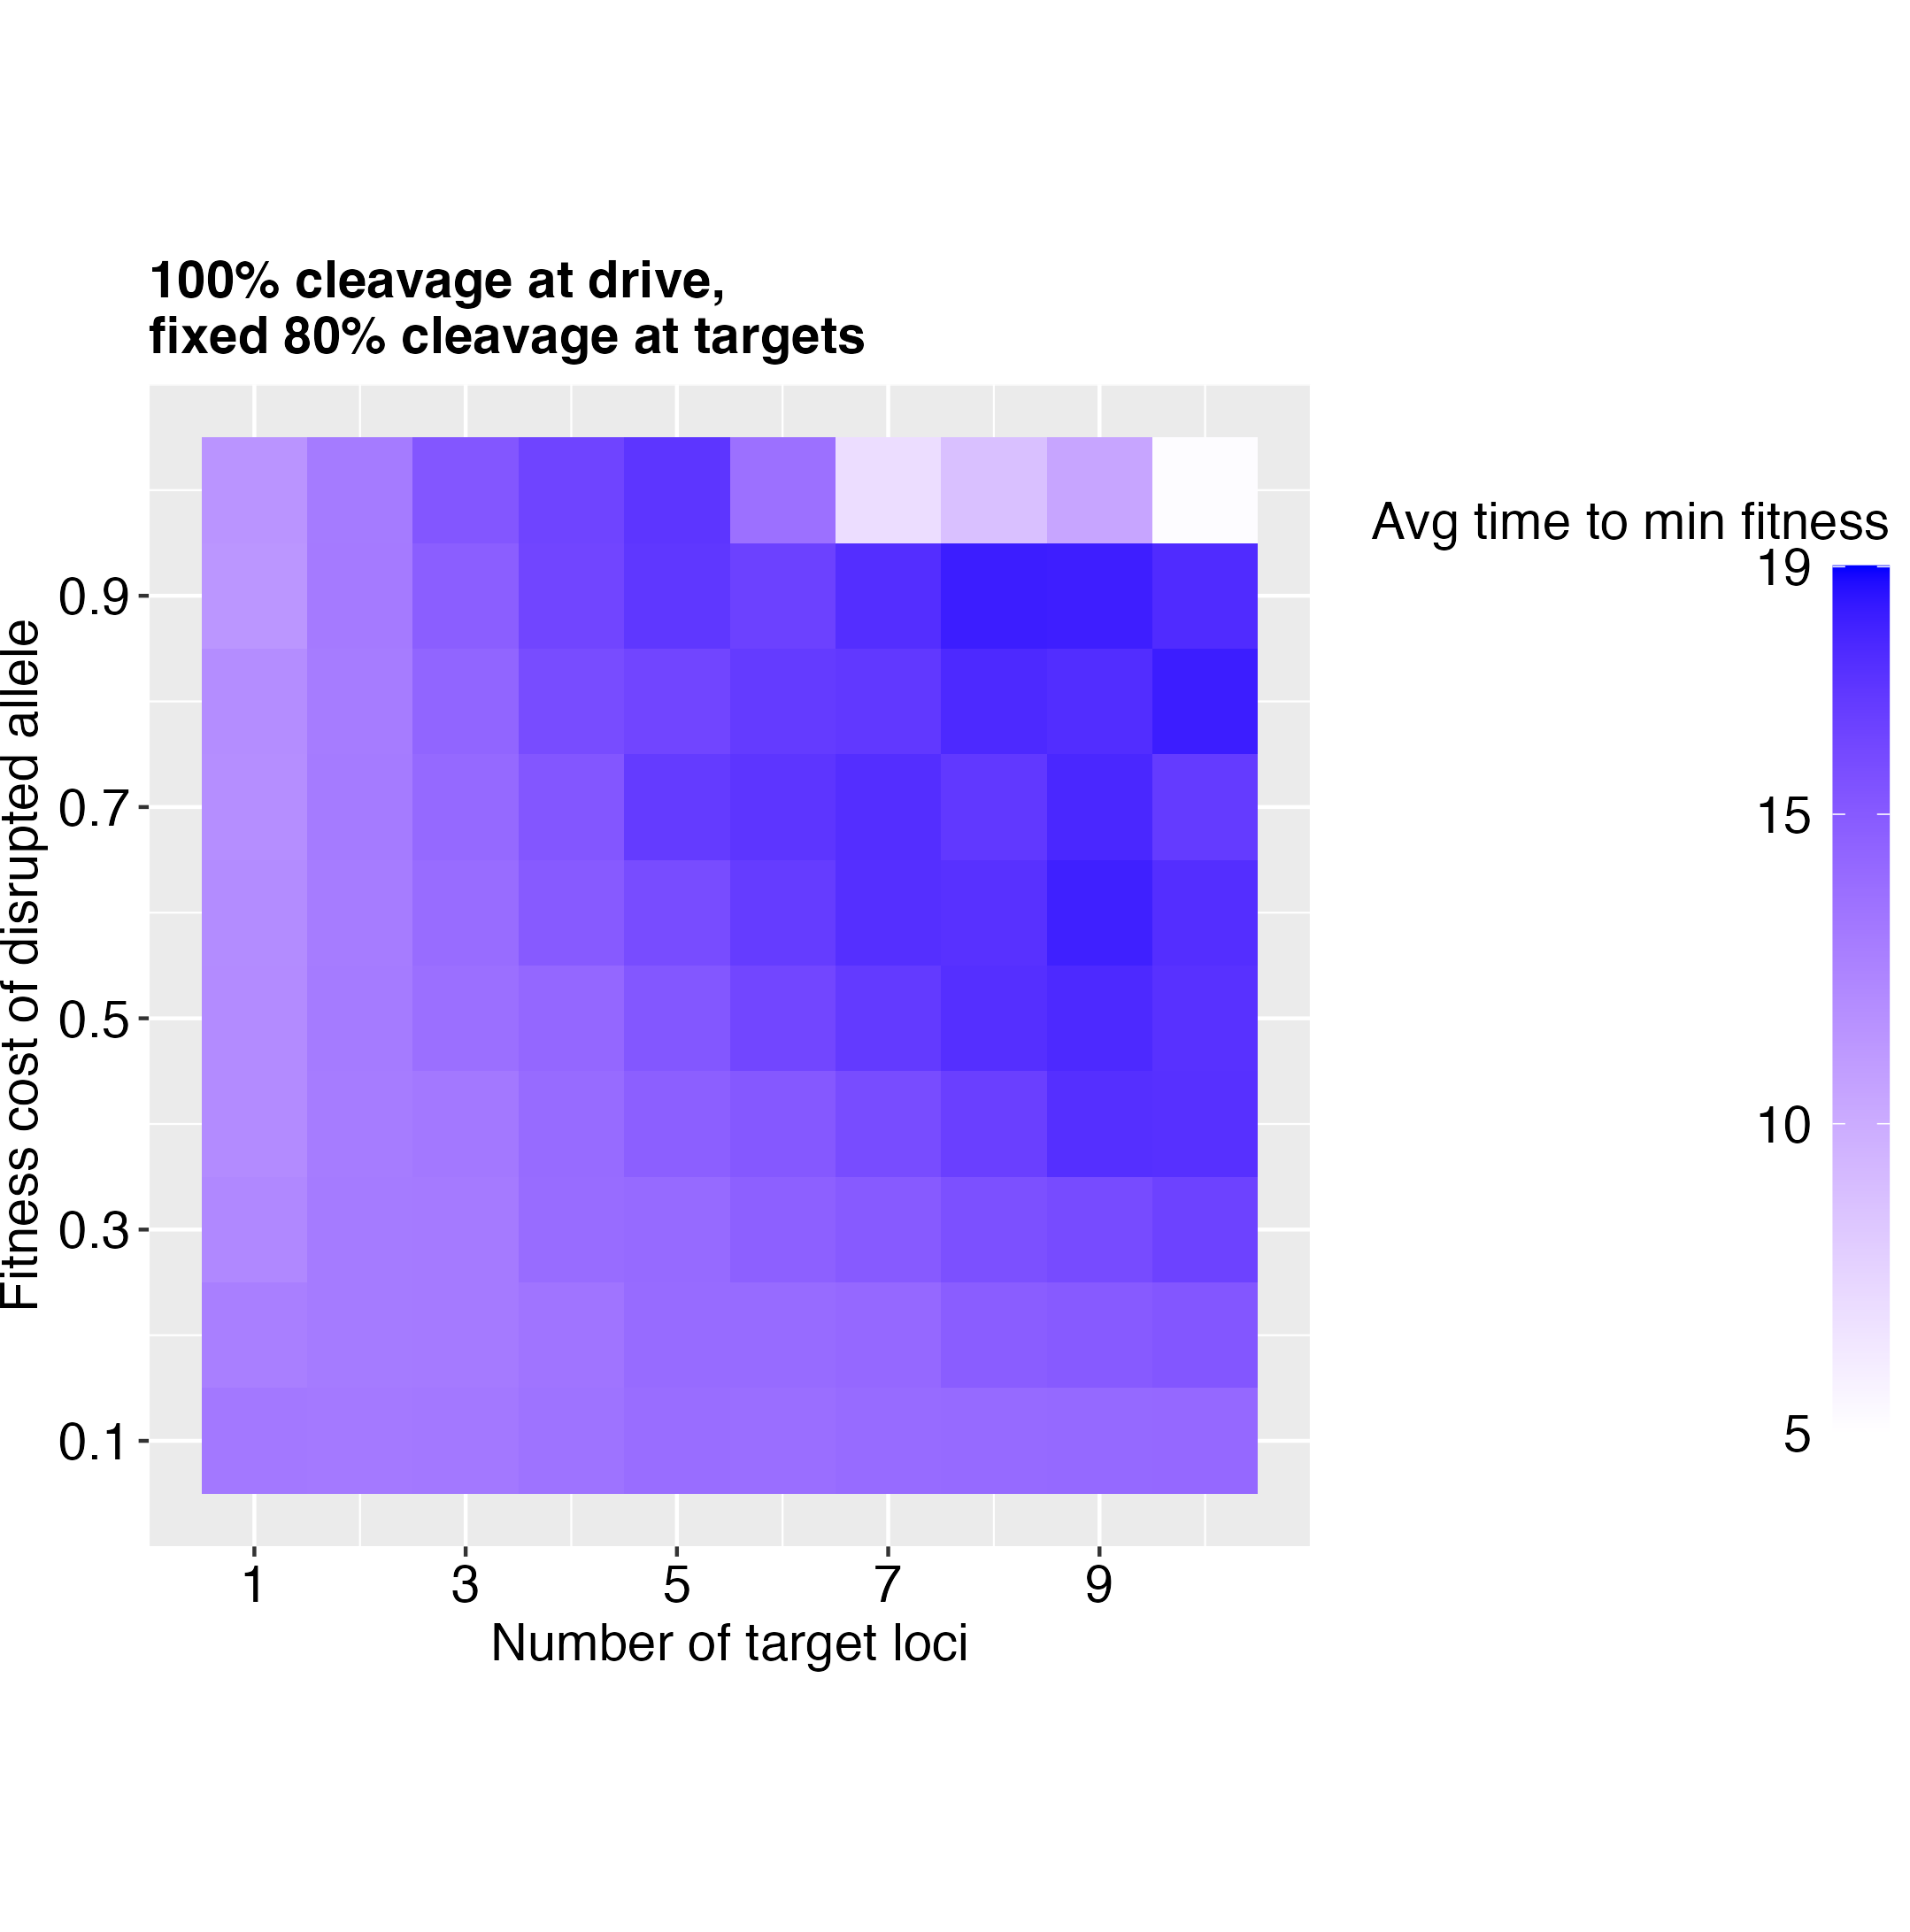 100% cleavage at drive,
fixed 80% cleavage at targets
Fitness cost of disrupted allele
0.9
0.7
0.5
0.3
0.1
1 3 5 7 9
Number of target loci
Avg time to min fitness
19
15
10
5